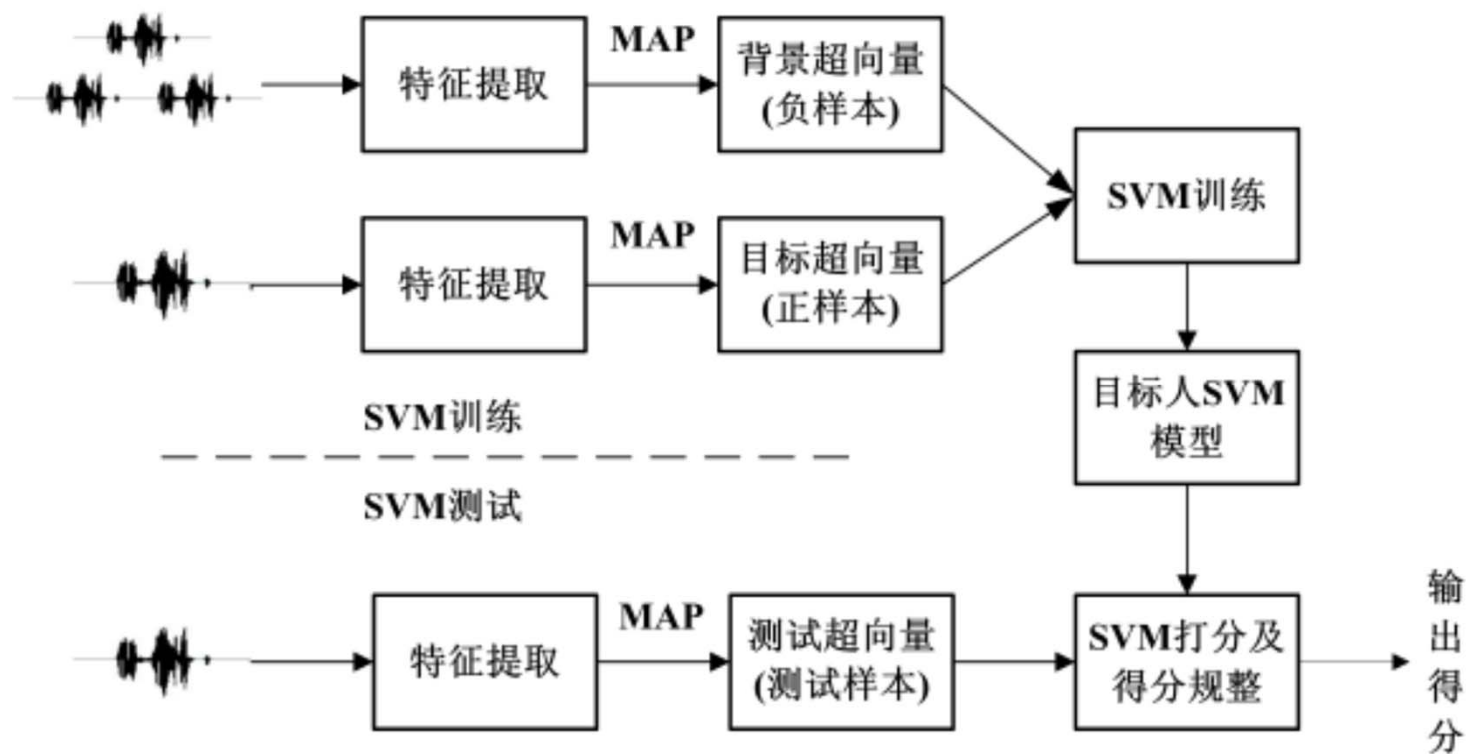 特征提取
MAP
背景超向量
(负样本)
SVM训练
特征提取
MAP
目标超向量
(正样本)
目标人SVM
模型
SVM训练
SVM测试
特征提取
MAP
测试超向量
(测试样本)
SVM打分及
得分规整
输
出
得
分